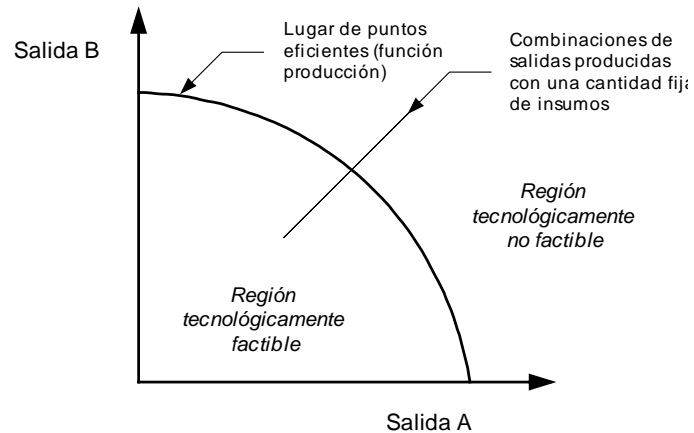 Salida B
Lugar de puntos
eficientes (función
producción)
Combinaciones de
salidas producidas
con una cantidad fija
de insumos
Región
tecnológicamente
no factible
Región
tecnológicamente
factible
Salida A